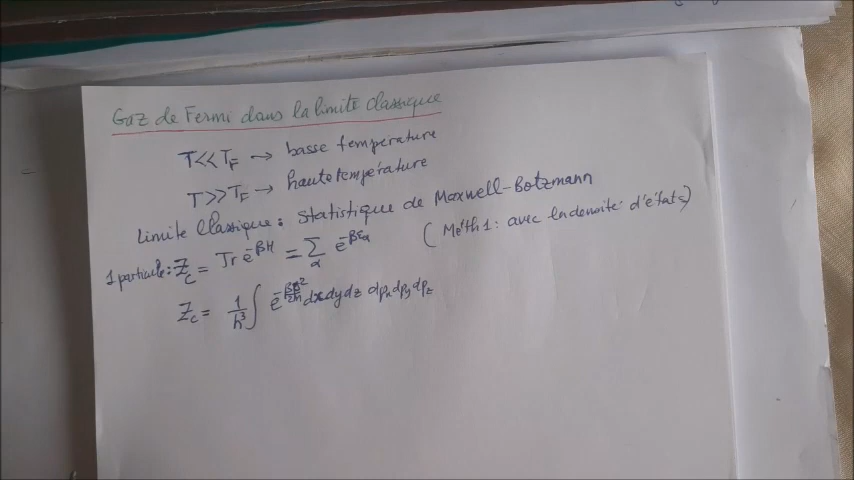 Gaz de Fermi dans la limite Classique
T << T_F → basse température
T >> T_F → haute température
Limite Classique : Statistique de Maxwell-Botzmann
1 particule : Z_c = Tr e^{-βH} = ∑_α e^{-βε_α} (Méth 1 : avec la densité d'états)
Z_c = 1/h³ ∫ e^{-βp²/2m} dx dy dz dp_x dp_y dp_z